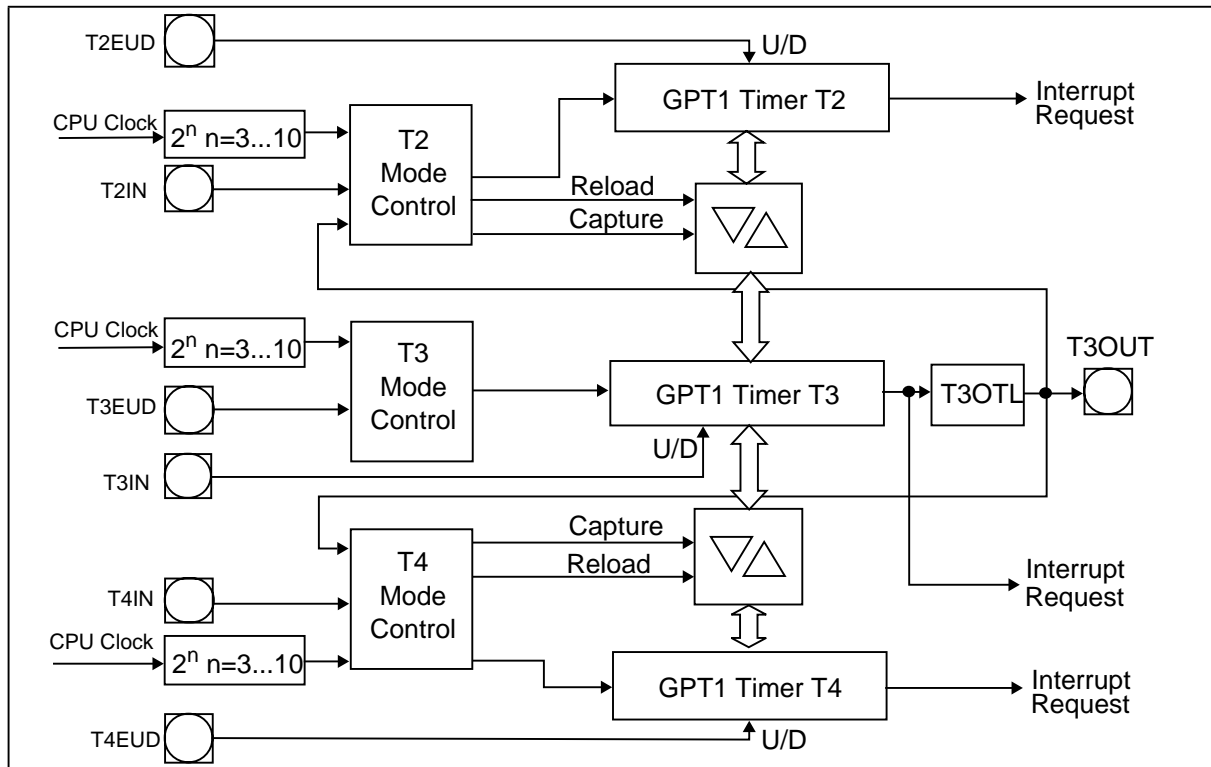 T2EUD
U/D
GPT1 Timer T2
Interrupt
Request
CPU Clock
2ⁿ n=3...10
T2
Mode
Control
T2IN
Reload
Capture
CPU Clock
2ⁿ n=3...10
T3
Mode
Control
T3EUD
GPT1 Timer T3
T3OTL
T3OUT
U/D
T3IN
Capture
Reload
T4
Mode
Control
T4IN
Interrupt
Request
CPU Clock
2ⁿ n=3...10
GPT1 Timer T4
Interrupt
Request
T4EUD
U/D